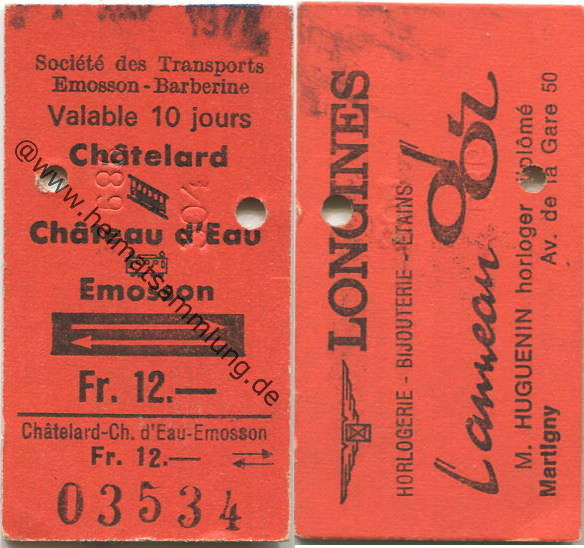 1977
Société des Transports
Emosson-Barberine
Valable 10 jours
Châtelard
Château d'Eau
Emosson
Fr. 12.—
Châtelard-Ch. d'Eau-Emosson
Fr. 12.—
03534
@www.heimatsammlung.de
LONGINES
HORLOGERIE - BIJOUTERIE - ÉTAINS
L'anneau d'Or
M. HUGUENIN horloger diplômé
Av. de la Gare 50
Martigny